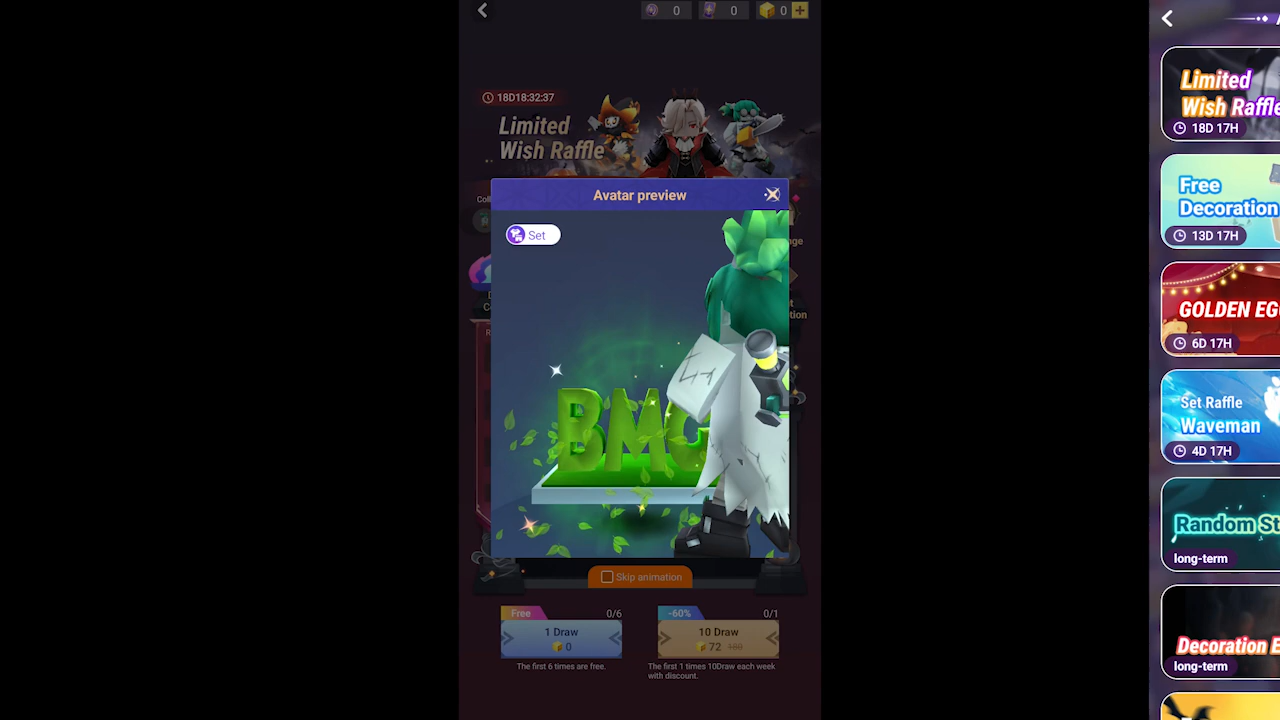 0
0
0
18D18:32:37
Limited
Wish Raffle
Avatar preview
Set
BMG
Skip animation
Free
0/6
1 Draw
0
The first 6 times are free.
-60%
0/1
10 Draw
72 180
The first 1 times 10Draw each week
with discount.
Limited
Wish Raffle
18D 17H
Free
Decoration
13D 17H
GOLDEN EG
6D 17H
Set Raffle
Waveman
4D 17H
Random St
long-term
Decoration E
long-term